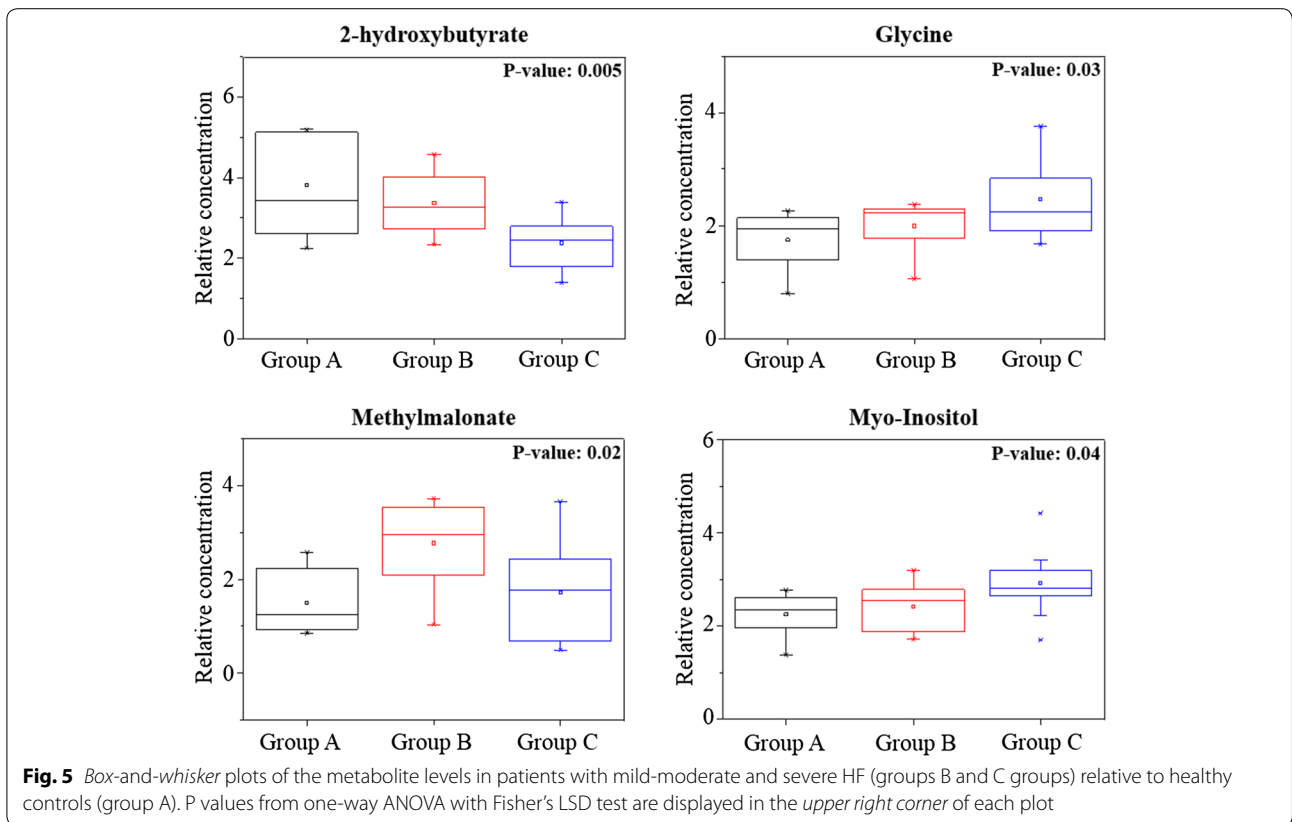 2-hydroxybutyrate
P-value: 0.005
Relative concentration
6
4
2
0
Group A
Group B
Group C
Glycine
P-value: 0.03
Relative concentration
4
2
0
Group A
Group B
Group C
Methylmalonate
P-value: 0.02
Relative concentration
4
2
0
Group A
Group B
Group C
Myo-Inositol
P-value: 0.04
Relative concentration
6
4
2
0
Group A
Group B
Group C
Fig. 5 Box-and-whisker plots of the metabolite levels in patients with mild-moderate and severe HF (groups B and C groups) relative to healthy
controls (group A). P values from one-way ANOVA with Fisher's LSD test are displayed in the upper right corner of each plot